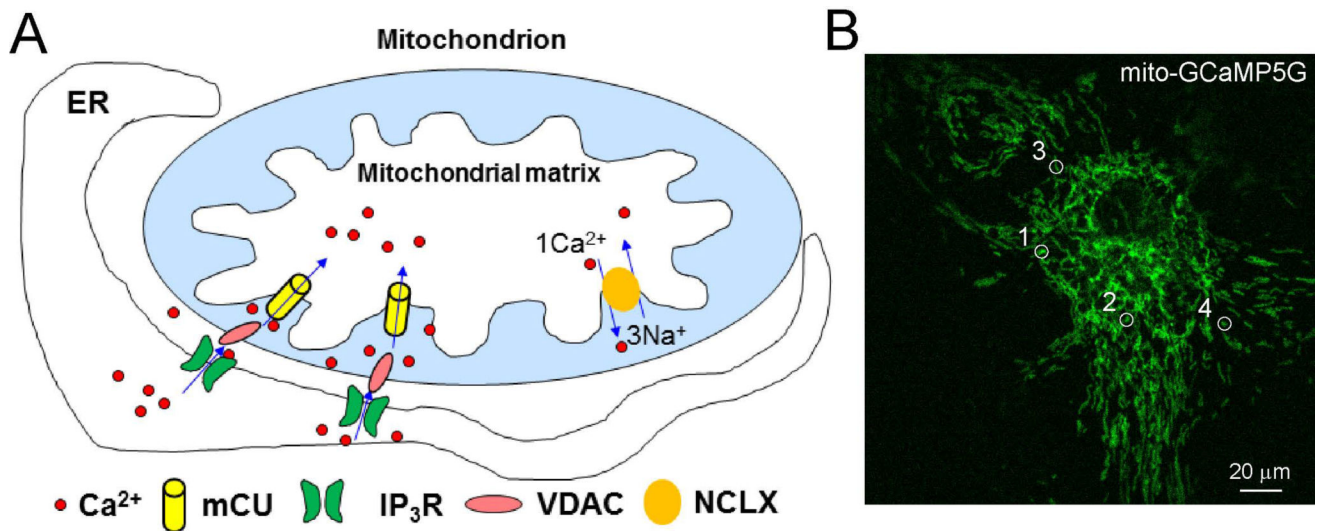 A
Mitochondrion
ER
Mitochondrial matrix
1Ca²⁺
3Na⁺
Ca²⁺ mCU IP₃R VDAC NCLX
B
mito-GCaMP5G
3
1
2
4
20 μm